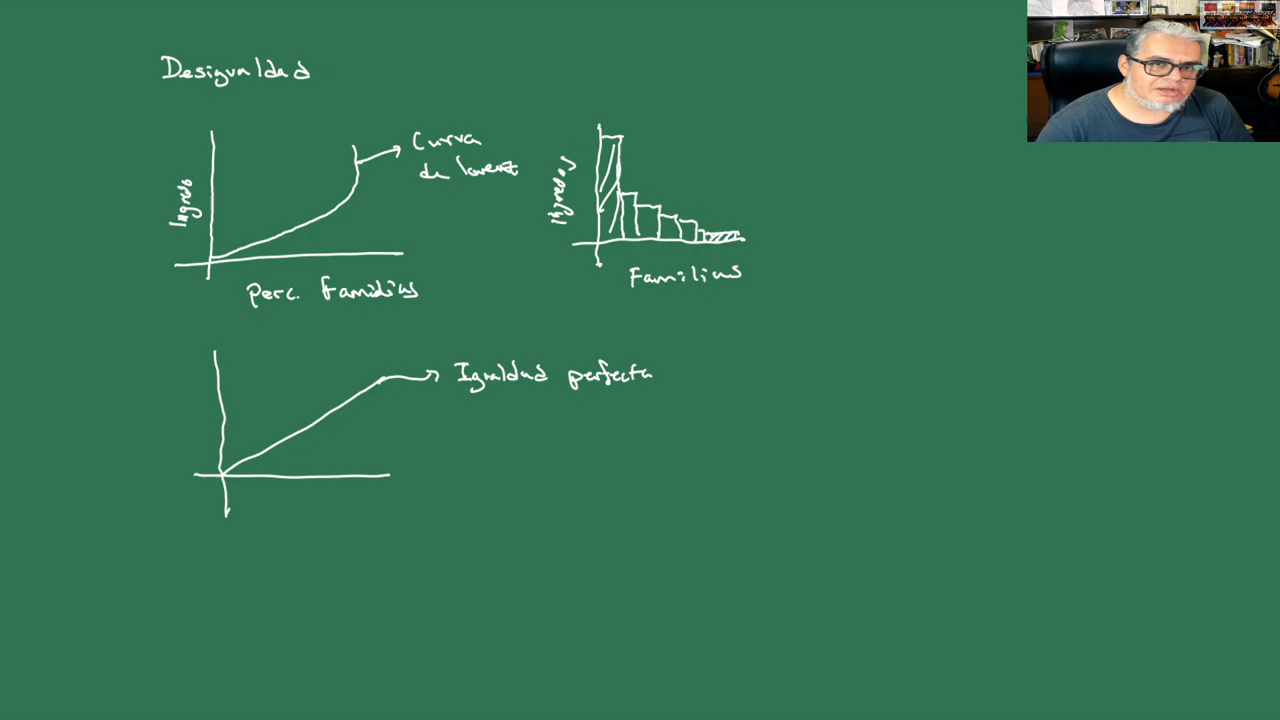 Desigualdad
Curva
de lorenz
Ingreso
Perc. Familias
Ingresos
Familias
Igualdad perfecta